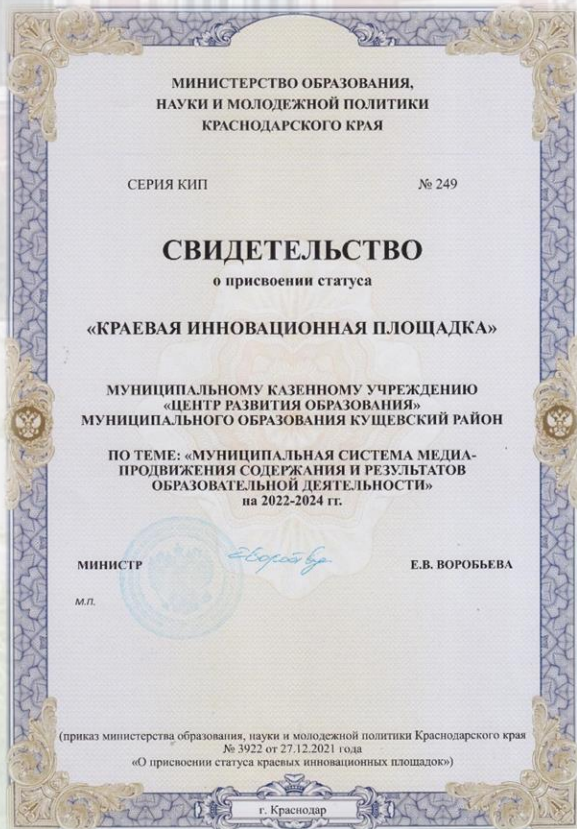 МИНИСТЕРСТВО ОБРАЗОВАНИЯ,
НАУКИ И МОЛОДЕЖНОЙ ПОЛИТИКИ
КРАСНОДАРСКОГО КРАЯ
СЕРИЯ КИП № 249
СВИДЕТЕЛЬСТВО
о присвоении статуса
«КРАЕВАЯ ИННОВАЦИОННАЯ ПЛОЩАДКА»
МУНИЦИПАЛЬНОМУ КАЗЕННОМУ УЧРЕЖДЕНИЮ
«ЦЕНТР РАЗВИТИЯ ОБРАЗОВАНИЯ»
МУНИЦИПАЛЬНОГО ОБРАЗОВАНИЯ КУЩЕВСКИЙ РАЙОН
ПО ТЕМЕ: «МУНИЦИПАЛЬНАЯ СИСТЕМА МЕДИА-
ПРОДВИЖЕНИЯ СОДЕРЖАНИЯ И РЕЗУЛЬТАТОВ
ОБРАЗОВАТЕЛЬНОЙ ДЕЯТЕЛЬНОСТИ»
на 2022-2024 гг.
МИНИСТР Е.В. ВОРОБЬЕВА
М.П.
(приказ министерства образования, науки и молодежной политики Краснодарского края
№ 3922 от 27.12.2021 года
«О присвоении статуса краевых инновационных площадок»)
г. Краснодар